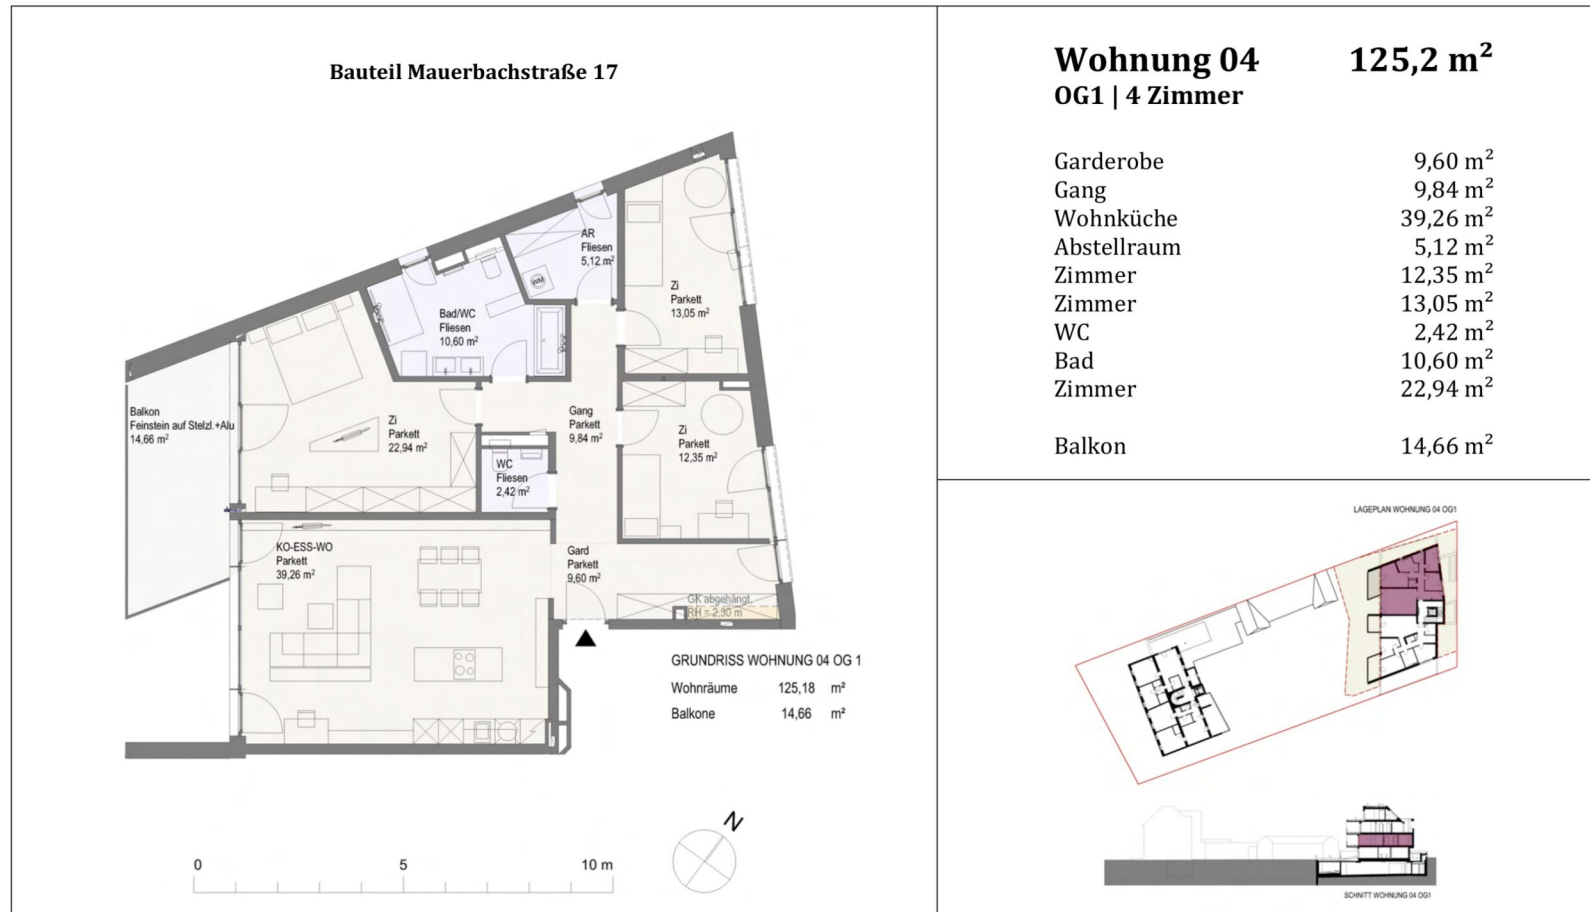 Bauteil Mauerbachstraße 17
AR
Fliesen
5,12 m²
WM
Zi
Parkett
13,05 m²
Bad/WC
Fliesen
10,60 m²
Balkon
Feinstein auf Stelzl.+Alu
14,66 m²
Zi
Parkett
22,94 m²
Gang
Parkett
9,84 m²
Zi
Parkett
12,35 m²
WC
Fliesen
2,42 m²
KO-ESS-WO
Parkett
39,26 m²
Gard
Parkett
9,60 m²
GK abgehängt,
RH = 2,30 m
GRUNDRISS WOHNUNG 04 OG 1
Wohnräume 125,18 m²
Balkone 14,66 m²
N
0 5 10 m
Wohnung 04 125,2 m²
OG1 | 4 Zimmer
Garderobe 9,60 m²
Gang 9,84 m²
Wohnküche 39,26 m²
Abstellraum 5,12 m²
Zimmer 12,35 m²
Zimmer 13,05 m²
WC 2,42 m²
Bad 10,60 m²
Zimmer 22,94 m²
Balkon 14,66 m²
LAGEPLAN WOHNUNG 04 OG1
SCHNITT WOHNUNG 04 OG1